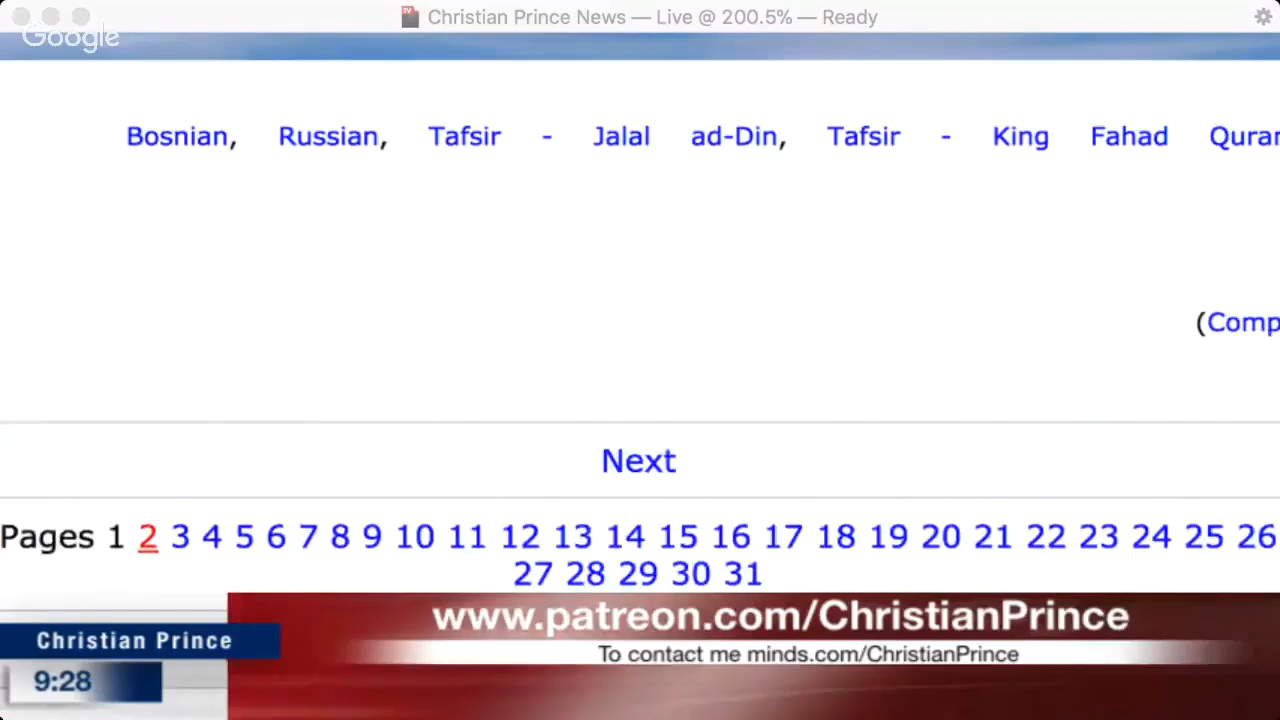 Christian Prince News — Live @ 200.5% — Ready
Google
Bosnian, Russian, Tafsir - Jalal ad-Din, Tafsir - King Fahad Quran
(Comp
Next
Pages 1 2 3 4 5 6 7 8 9 10 11 12 13 14 15 16 17 18 19 20 21 22 23 24 25 26
27 28 29 30 31
www.patreon.com/ChristianPrince
Christian Prince
To contact me minds.com/ChristianPrince
9:28